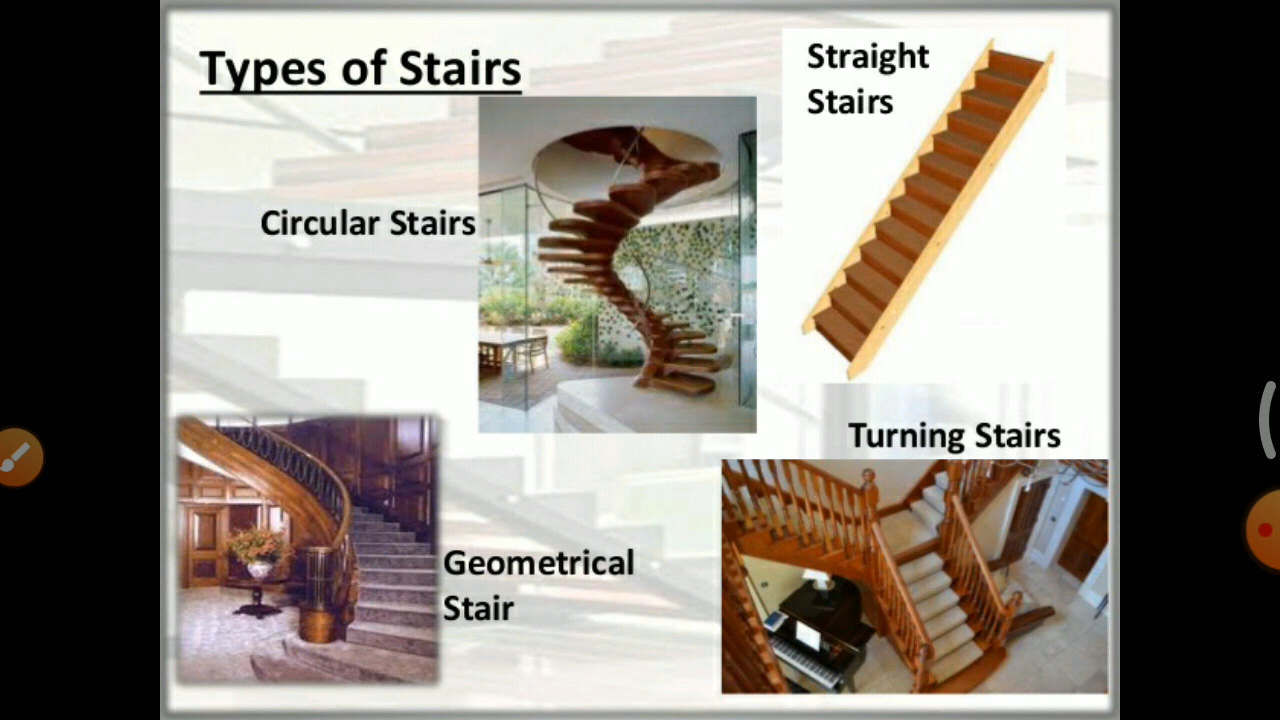 Types of Stairs
Straight
Stairs
Circular Stairs
Turning Stairs
Geometrical
Stair